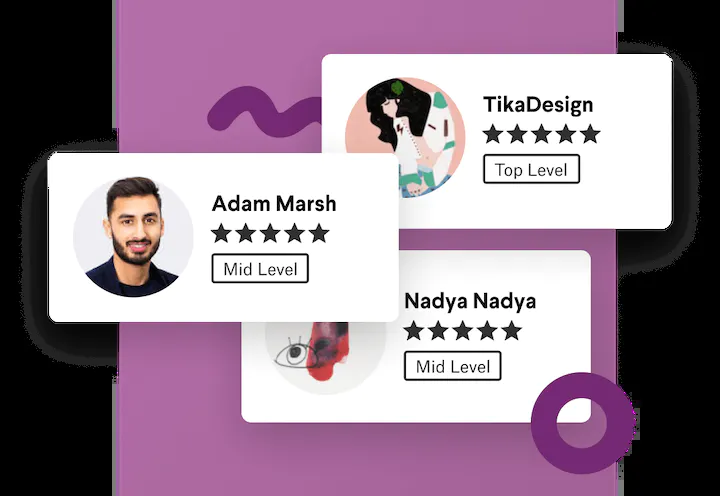 TikaDesign
Top Level
Adam Marsh
Mid Level
Nadya Nadya
Mid Level